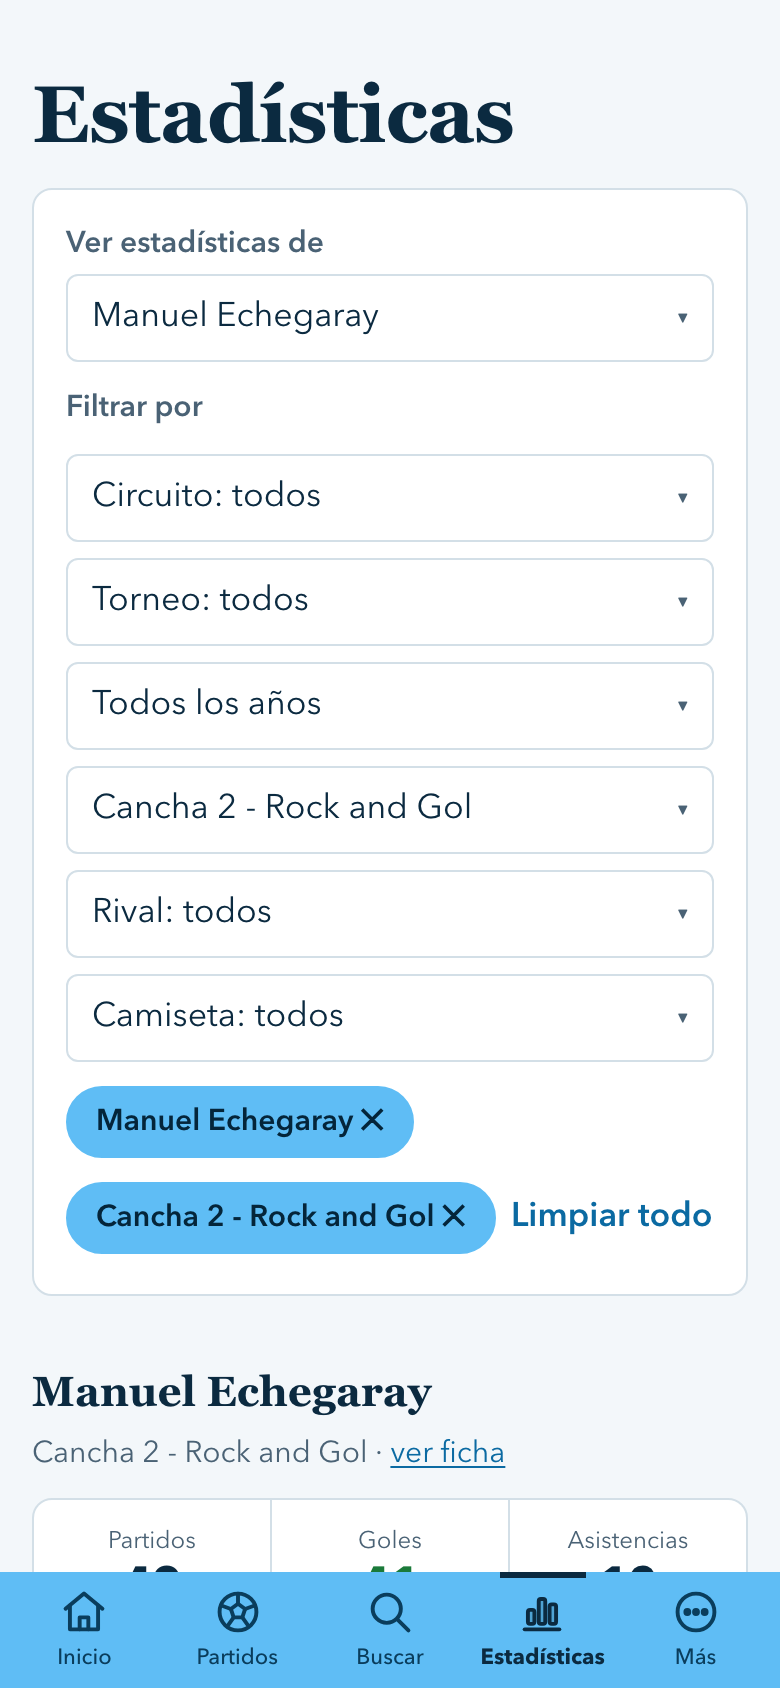 Estadísticas
Ver estadísticas de
Manuel Echegaray
Filtrar por
Circuito: todos
Torneo: todos
Todos los años
Cancha 2 - Rock and Gol
Rival: todos
Camiseta: todos
Manuel Echegaray ✕
Cancha 2 - Rock and Gol ✕ Limpiar todo
Manuel Echegaray
Cancha 2 - Rock and Gol · ver ficha
Partidos Goles Asistencias
Inicio Partidos Buscar Estadísticas Más